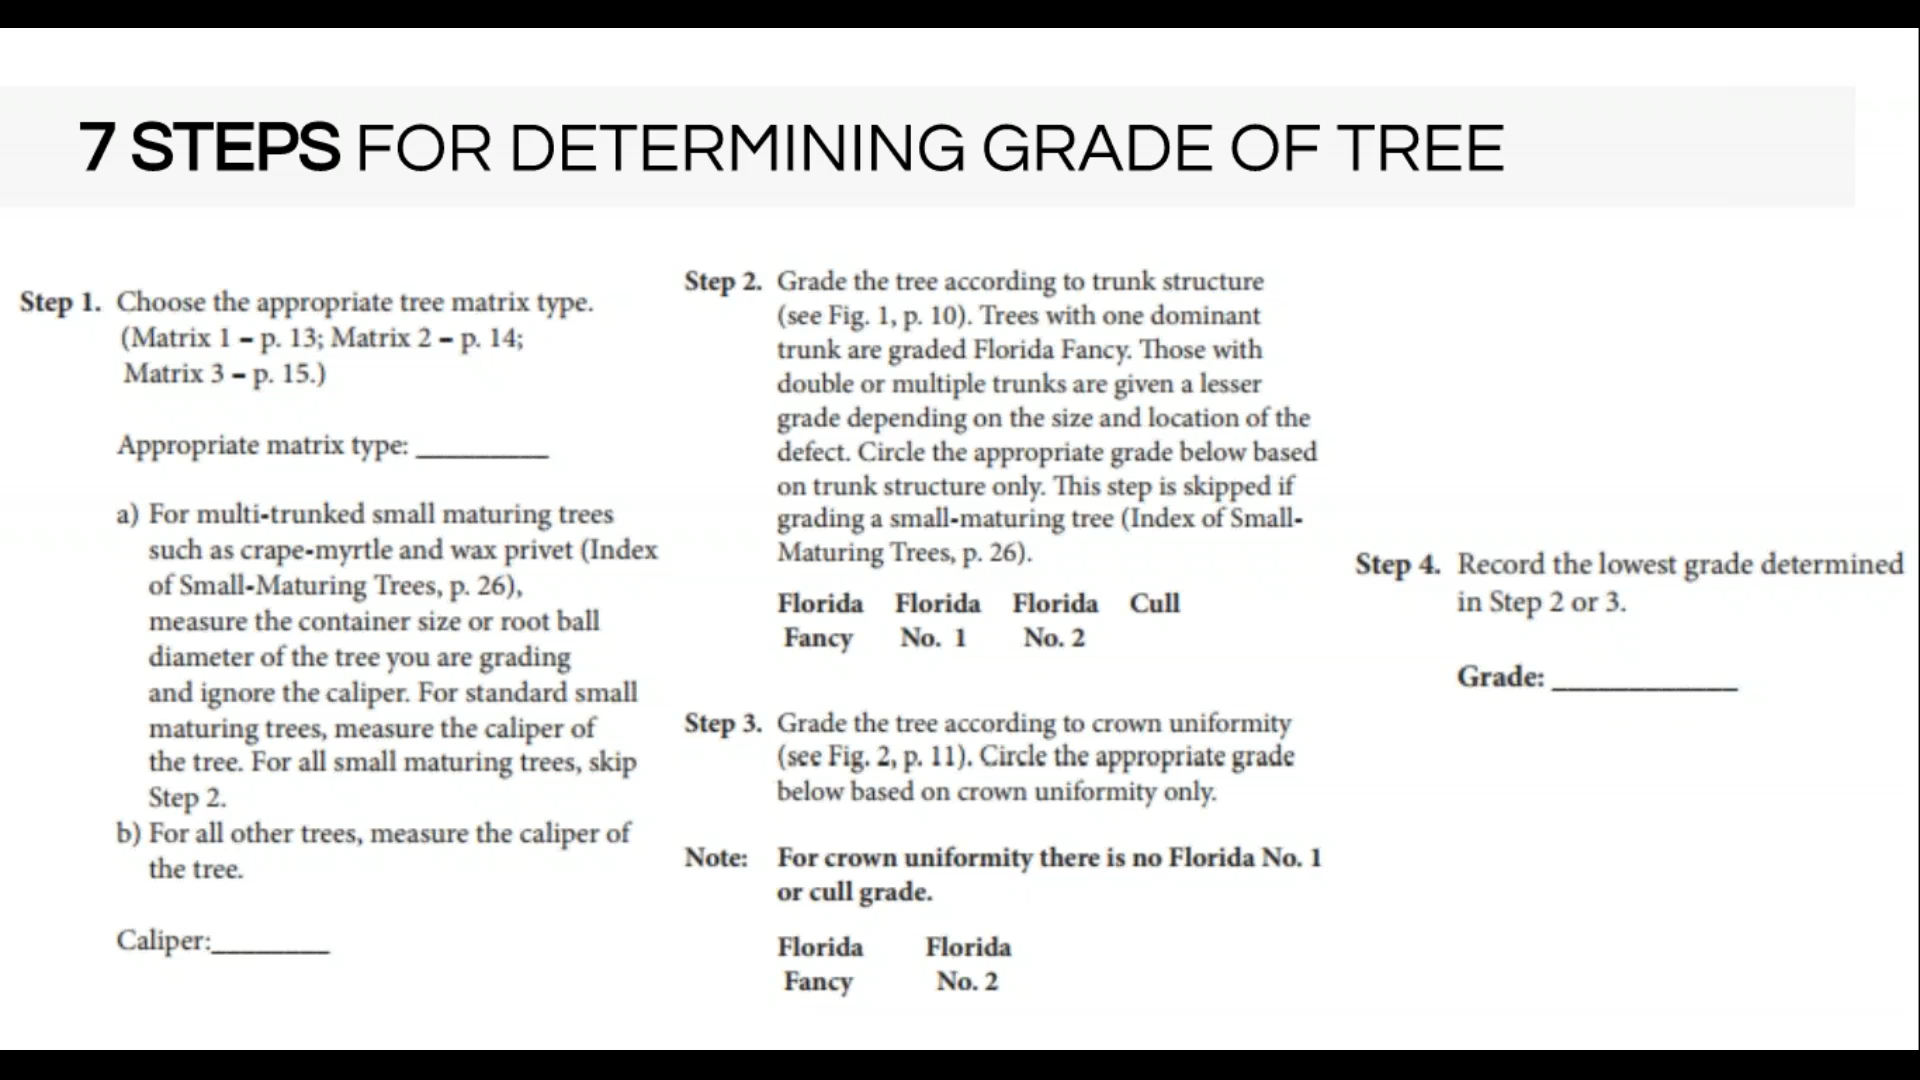 7 STEPS FOR DETERMINING GRADE OF TREE
Step 1. Choose the appropriate tree matrix type.
(Matrix 1 – p. 13; Matrix 2 – p. 14;
Matrix 3 – p. 15.)
Appropriate matrix type: _________
a) For multi-trunked small maturing trees
such as crape-myrtle and wax privet (Index
of Small-Maturing Trees, p. 26),
measure the container size or root ball
diameter of the tree you are grading
and ignore the caliper. For standard small
maturing trees, measure the caliper of
the tree. For all small maturing trees, skip
Step 2.
b) For all other trees, measure the caliper of
the tree.
Caliper:________
Step 2. Grade the tree according to trunk structure
(see Fig. 1, p. 10). Trees with one dominant
trunk are graded Florida Fancy. Those with
double or multiple trunks are given a lesser
grade depending on the size and location of the
defect. Circle the appropriate grade below based
on trunk structure only. This step is skipped if
grading a small-maturing tree (Index of Small-
Maturing Trees, p. 26).
Florida Florida Florida Cull
Fancy No. 1 No. 2
Step 3. Grade the tree according to crown uniformity
(see Fig. 2, p. 11). Circle the appropriate grade
below based on crown uniformity only.
Note: For crown uniformity there is no Florida No. 1
or cull grade.
Florida Florida
Fancy No. 2
Step 4. Record the lowest grade determined
in Step 2 or 3.
Grade: ____________